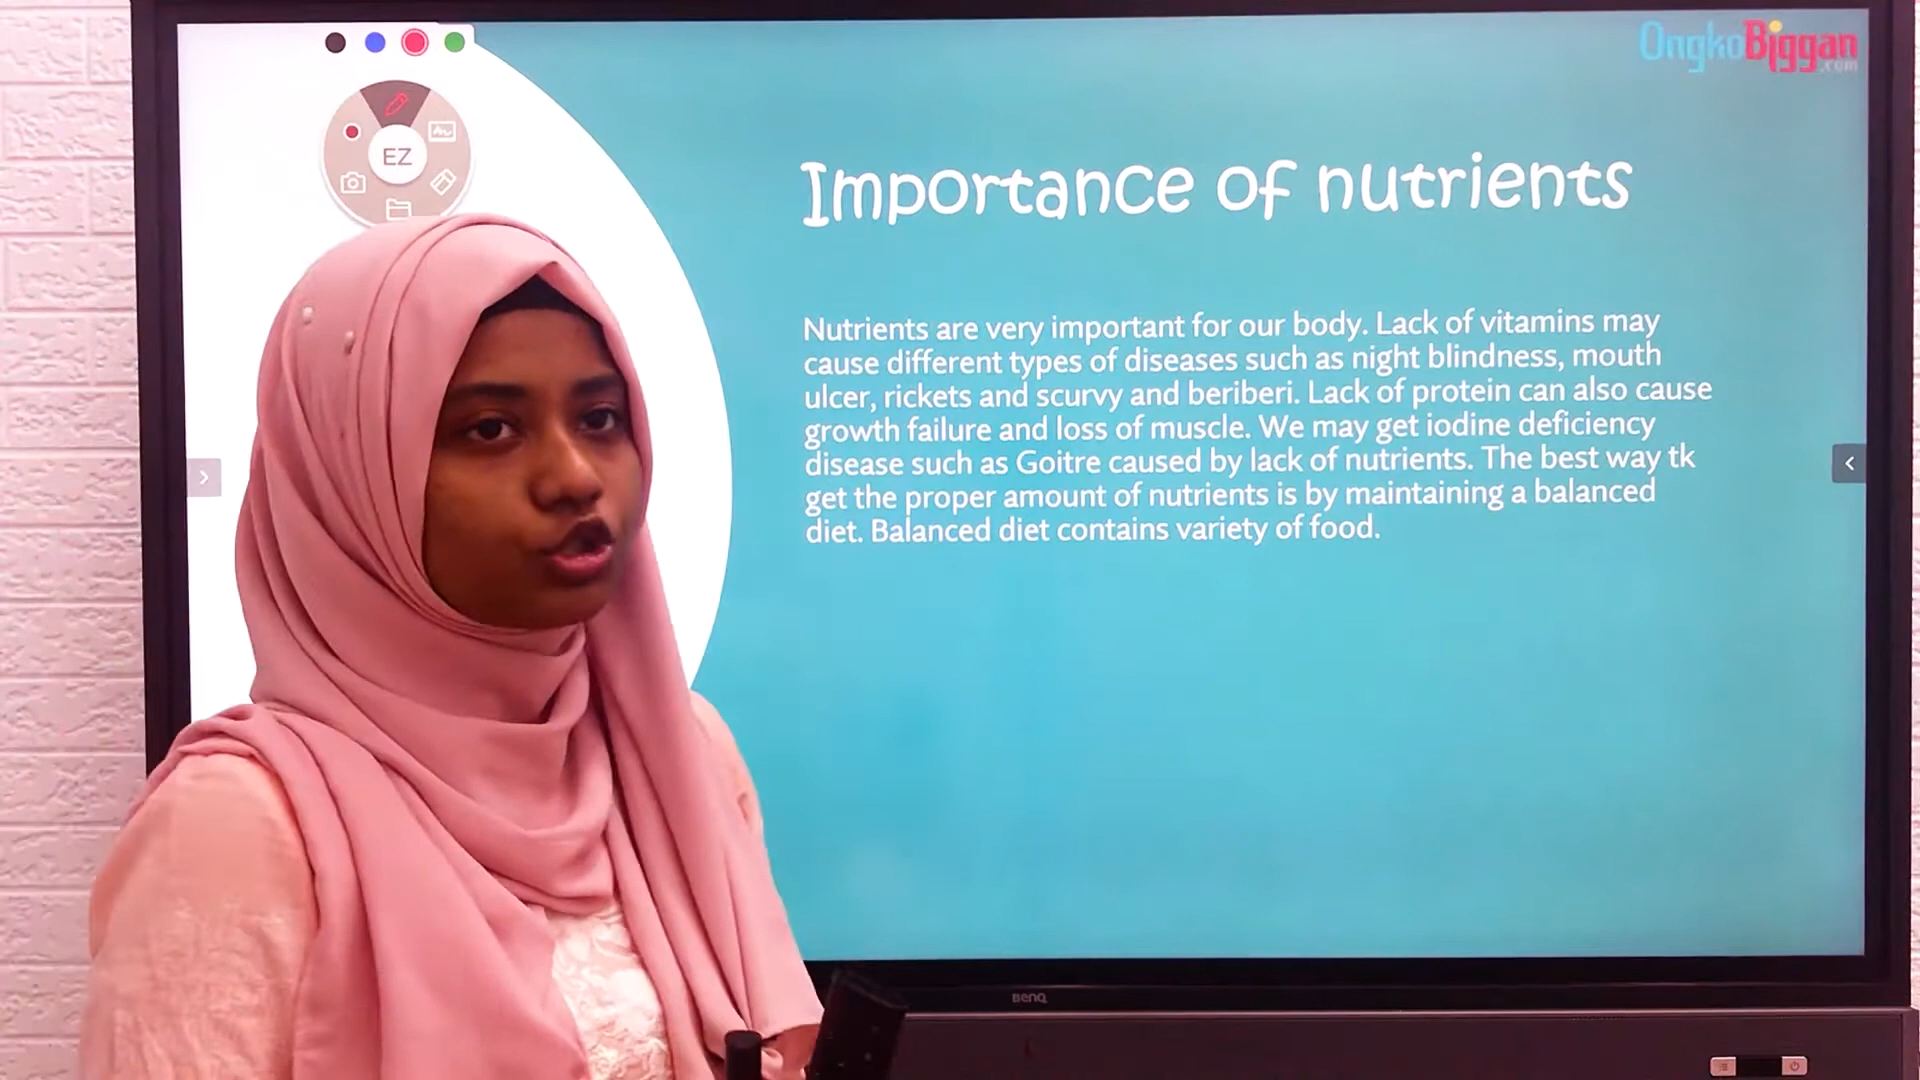 OngkoBiggan
.com
EZ
Importance of nutrients
Nutrients are very important for our body. Lack of vitamins may
cause different types of diseases such as night blindness, mouth
ulcer, rickets and scurvy and beriberi. Lack of protein can also cause
growth failure and loss of muscle. We may get iodine deficiency
disease such as Goitre caused by lack of nutrients. The best way tk
get the proper amount of nutrients is by maintaining a balanced
diet. Balanced diet contains variety of food.
BenQ